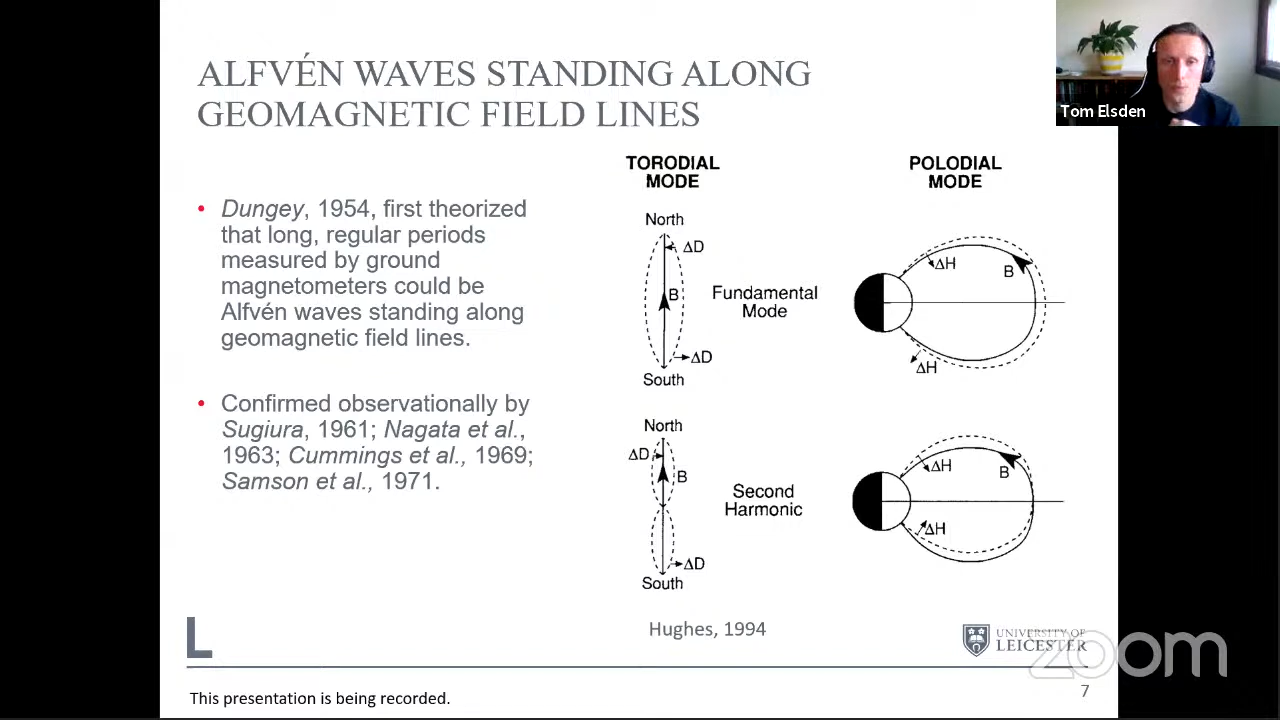 ALFVÉN WAVES STANDING ALONG
GEOMAGNETIC FIELD LINES
Tom Elsden
• Dungey, 1954, first theorized
that long, regular periods
measured by ground
magnetometers could be
Alfvén waves standing along
geomagnetic field lines.
• Confirmed observationally by
Sugiura, 1961; Nagata et al.,
1963; Cummings et al., 1969;
Samson et al., 1971.
TORODIAL
MODE
POLODIAL
MODE
North
ΔD
B
ΔD
South
Fundamental
Mode
ΔH
B
ΔH
North
ΔD
B
ΔD
South
Second
Harmonic
ΔH
B
ΔH
Hughes, 1994
L
UNIVERSITY OF
LEICESTER
zoom
7
This presentation is being recorded.